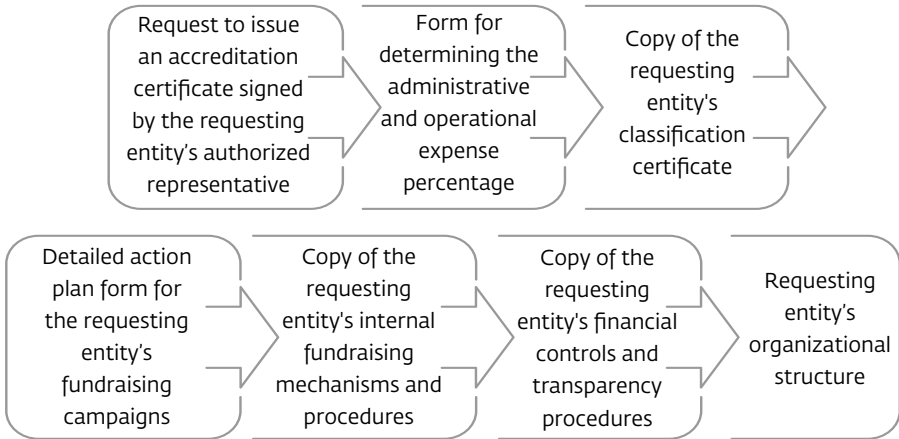 Request to issue
an accreditation
certificate signed
by the requesting
entity's authorized
representative
Form for
determining the
administrative
and operational
expense
percentage
Copy of the
requesting
entity's
classification
certificate
Detailed action
plan form for
the requesting
entity's
fundraising
campaigns
Copy of the
requesting
entity's internal
fundraising
mechanisms and
procedures
Copy of the
requesting
entity's financial
controls and
transparency
procedures
Requesting
entity's
organizational
structure